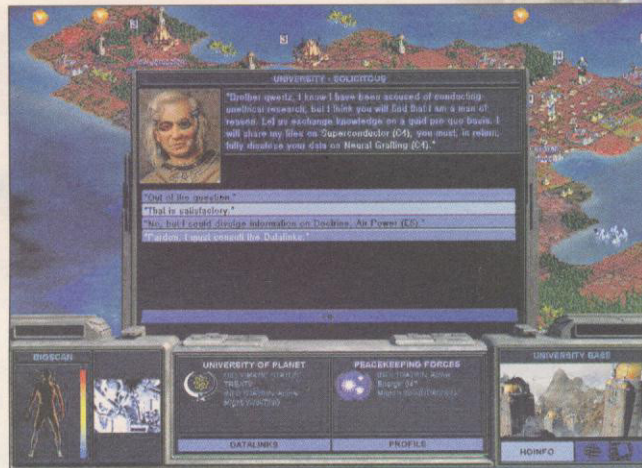 UNIVERSITY - SOLICITOUS
"Brother qwertz, I know I have been accused of conducting
unethical research, but I think you will find that I am a man of
reason. Let us exchange knowledge on a quid pro quo basis. I
will share my files on Superconductor (C4), you must, in return,
fully disclose your data on Neural Grafting (C4)."
"Out of the question."
"That is satisfactory."
"No, but I could divulge information on Doctrine: Air Power (C5)."
"Pardon, I must consult the Datalinks."
OK
BIOSCAN
UNIVERSITY OF PLANET
TREATY
PEACEKEEPING FORCES
UNIVERSITY BASE
DATALINKS
PROFILE
HQINFO